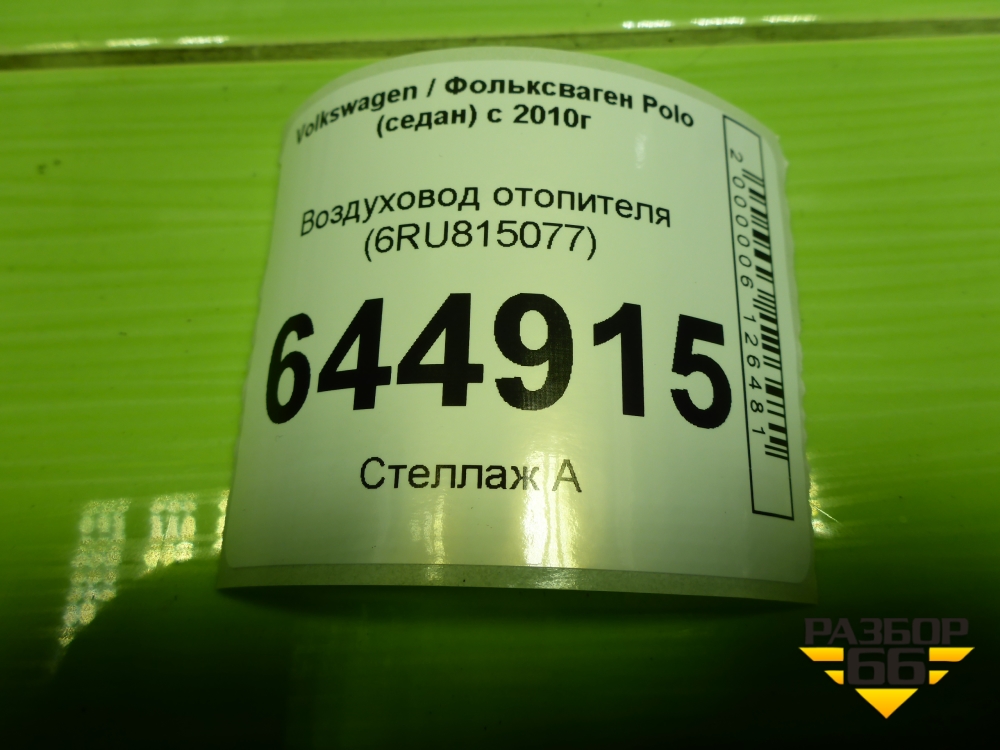 Volkswagen / Фольксваген Polo
(седан) с 2010г
Воздуховод отопителя
(6RU815077)
644915
Стеллаж А
2000006126481
РАЗБОР
66